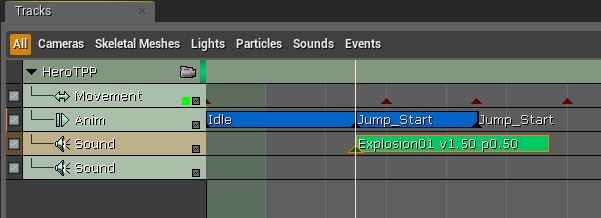 Tracks
All Cameras Skeletal Meshes Lights Particles Sounds Events
HeroTPP
Movement
Anim Idle Jump_Start Jump_Start
Sound Explosion01 v1.50 p0.50
Sound